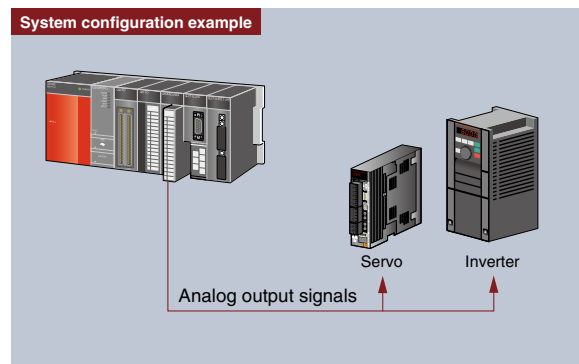 System configuration example
Servo
Inverter
Analog output signals